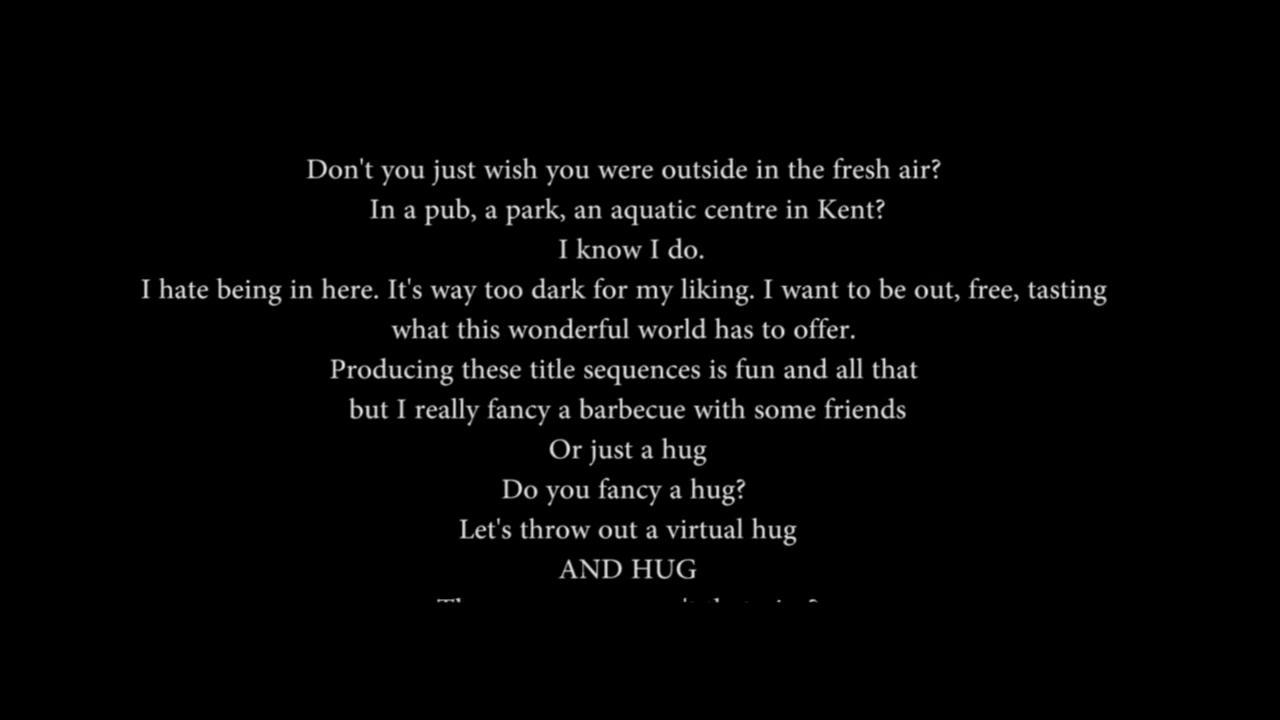 Don't you just wish you were outside in the fresh air?
In a pub, a park, an aquatic centre in Kent?
I know I do.
I hate being in here. It's way too dark for my liking. I want to be out, free, tasting
what this wonderful world has to offer.
Producing these title sequences is fun and all that
but I really fancy a barbecue with some friends
Or just a hug
Do you fancy a hug?
Let's throw out a virtual hug
AND HUG